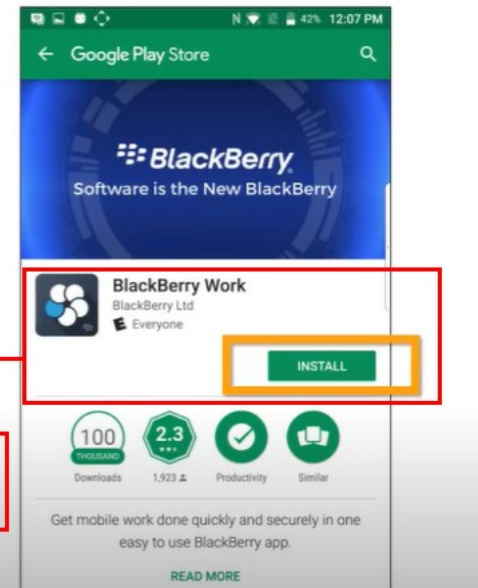 N 42% 12:07 PM
Google Play Store
BlackBerry
Software is the New BlackBerry
BlackBerry Work
BlackBerry Ltd
E Everyone
INSTALL
100 2.3
THOUSAND
Downloads 1,923 Productivity Similar
Get mobile work done quickly and securely in one
easy to use BlackBerry app.
READ MORE